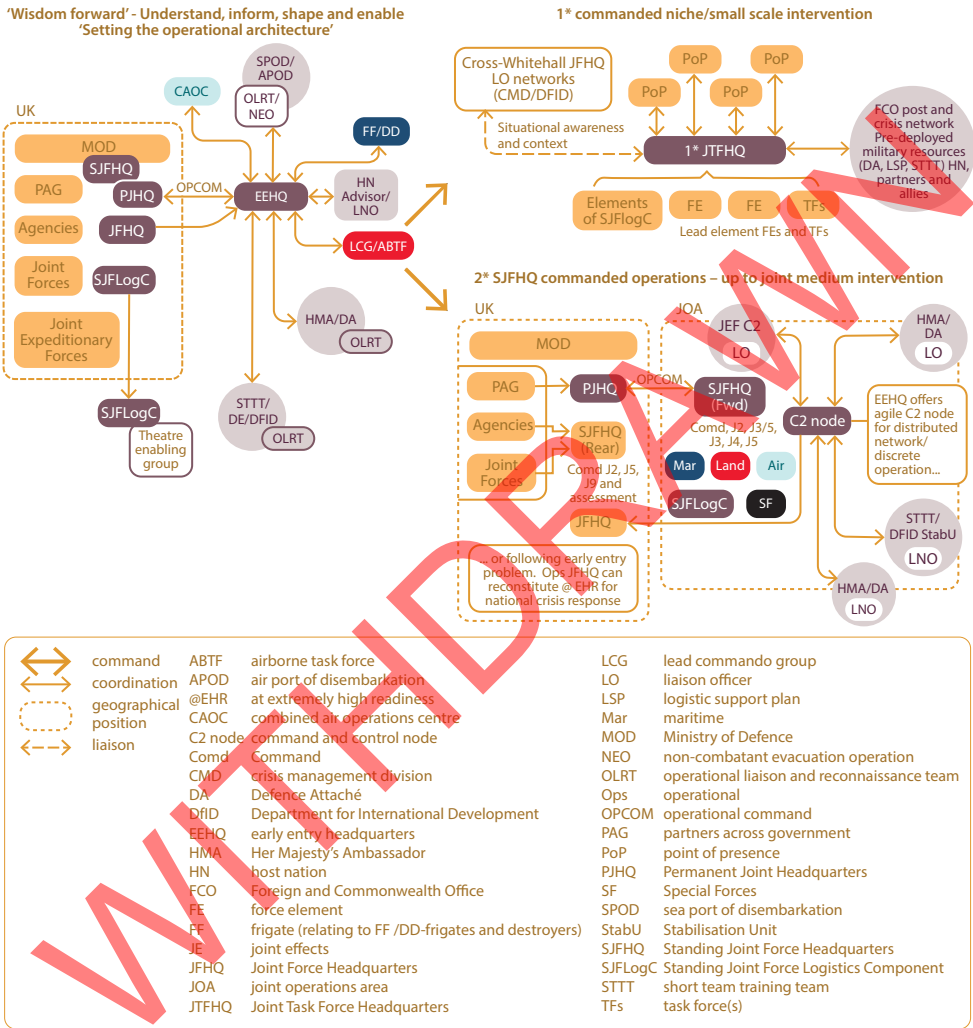 'Wisdom forward' - Understand, inform, shape and enable
'Setting the operational architecture'
UK
MOD
SJFHQ
PAG
PJHQ
Agencies
JFHQ
Joint
Forces
SJFLogC
Joint
Expeditionary
Forces
SJFLogC
Theatre
enabling
group
OPCOM
CAOC
SPOD/
APOD
OLRT/
NEO
FF/DD
EEHQ
HN
Advisor/
LNO
LCG/ABTF
HMA/DA
OLRT
STTT/
DE/DFID
OLRT
1* commanded niche/small scale intervention
Cross-Whitehall JFHQ
LO networks
(CMD/DFID)
Situational awareness
and context
PoP
PoP
PoP
PoP
1* JTFHQ
FCO post and
crisis network
Pre-deployed
military resources
(DA, LSP, STTT) HN,
partners and
allies
Elements
of SJFlogC
FE
FE
TFs
Lead element FEs and TFs
2* SJFHQ commanded operations – up to joint medium intervention
UK
MOD
PAG
PJHQ
Agencies
SJFHQ
(Rear)
Joint
Forces
Comd J2, J5,
J9 and
assessment
JFHQ
... or following early entry
problem. Ops JFHQ can
reconstitute @ EHR for
national crisis response
OPCOM
JOA
JEF C2
LO
SJFHQ
(Fwd)
Comd, J2, J3/5,
J3, J4, J5
Mar
Land
Air
SJFLogC
SF
C2 node
HMA/
DA
LO
EEHQ offers
agile C2 node
for distributed
network/
discrete
operation...
STTT/
DFID StabU
LNO
HMA/DA
LNO
command
coordination
geographical
position
liaison
ABTF airborne task force
APOD air port of disembarkation
@EHR at extremely high readiness
CAOC combined air operations centre
C2 node command and control node
Comd Command
CMD crisis management division
DA Defence Attaché
DfID Department for International Development
EEHQ early entry headquarters
HMA Her Majesty's Ambassador
HN host nation
FCO Foreign and Commonwealth Office
FE force element
FF frigate (relating to FF /DD-frigates and destroyers)
JE joint effects
JFHQ Joint Force Headquarters
JOA joint operations area
JTFHQ Joint Task Force Headquarters
LCG lead commando group
LO liaison officer
LSP logistic support plan
Mar maritime
MOD Ministry of Defence
NEO non-combatant evacuation operation
OLRT operational liaison and reconnaissance team
Ops operational
OPCOM operational command
PAG partners across government
PoP point of presence
PJHQ Permanent Joint Headquarters
SF Special Forces
SPOD sea port of disembarkation
StabU Stabilisation Unit
SJFHQ Standing Joint Force Headquarters
SJFLogC Standing Joint Force Logistics Component
STTT short team training team
TFs task force(s)
WITHDRAWN